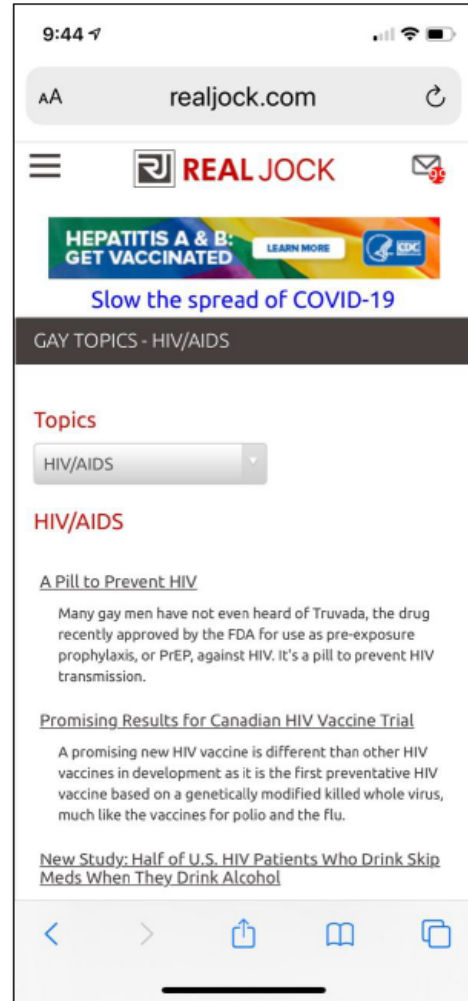 9:44
AA realjock.com
RJ REAL JOCK 99
HEPATITIS A & B:
GET VACCINATED
LEARN MORE
CDC
Slow the spread of COVID-19
GAY TOPICS - HIV/AIDS
Topics
HIV/AIDS
HIV/AIDS
A Pill to Prevent HIV
Many gay men have not even heard of Truvada, the drug
recently approved by the FDA for use as pre-exposure
prophylaxis, or PrEP, against HIV. It's a pill to prevent HIV
transmission.
Promising Results for Canadian HIV Vaccine Trial
A promising new HIV vaccine is different than other HIV
vaccines in development as it is the first preventative HIV
vaccine based on a genetically modified killed whole virus,
much like the vaccines for polio and the flu.
New Study: Half of U.S. HIV Patients Who Drink Skip
Meds When They Drink Alcohol